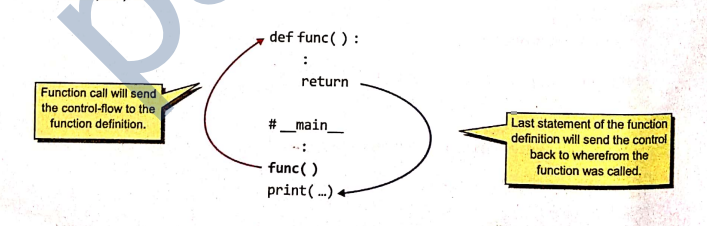 def func( ) :
:
return
Function call will send
the control-flow to the
function definition.
# __main__
:
func( )
print( … )
Last statement of the function
definition will send the control
back to wherefrom the
function was called.